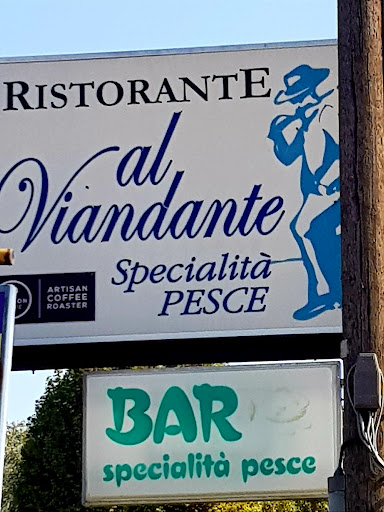 RISTORANTE
al
Viandante
Specialità
PESCE
ARTISAN
COFFEE
ROASTER
BAR
specialità pesce